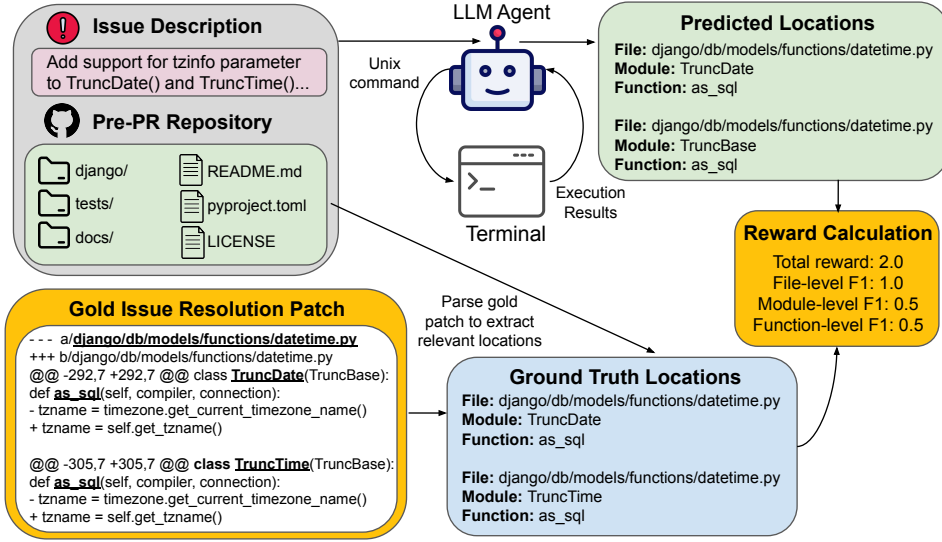 Issue Description
Add support for tzinfo parameter
to TruncDate() and TruncTime()...
Pre-PR Repository
django/
README.md
tests/
pyproject.toml
docs/
LICENSE
LLM Agent
Unix
command
>_
Terminal
Execution
Results
Predicted Locations
File: django/db/models/functions/datetime.py
Module: TruncDate
Function: as_sql
File: django/db/models/functions/datetime.py
Module: TruncBase
Function: as_sql
Reward Calculation
Total reward: 2.0
File-level F1: 1.0
Module-level F1: 0.5
Function-level F1: 0.5
Gold Issue Resolution Patch
- - - a/django/db/models/functions/datetime.py
+++ b/django/db/models/functions/datetime.py
@@ -292,7 +292,7 @@ class TruncDate(TruncBase):
def as_sql(self, compiler, connection):
- tzname = timezone.get_current_timezone_name()
+ tzname = self.get_tzname()
@@ -305,7 +305,7 @@ class TruncTime(TruncBase):
def as_sql(self, compiler, connection):
- tzname = timezone.get_current_timezone_name()
+ tzname = self.get_tzname()
Parse gold
patch to extract
relevant locations
Ground Truth Locations
File: django/db/models/functions/datetime.py
Module: TruncDate
Function: as_sql
File: django/db/models/functions/datetime.py
Module: TruncTime
Function: as_sql